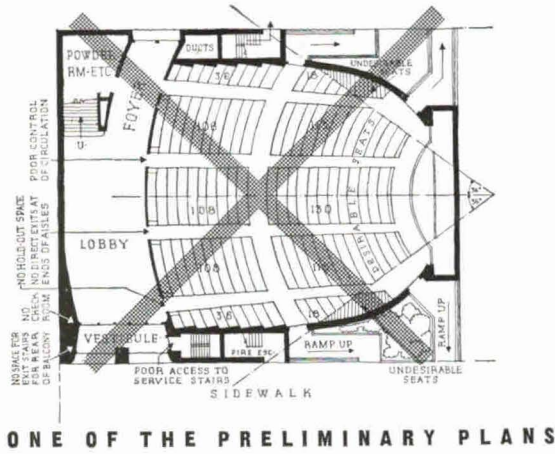 POWDER
RM-ETC
DUCTS
UNDESIRABLE
SEATS
36
18
FOYER
108
POOR CONTROL
OF CIRCULATION
U
NO DIRECT EXITS AT
ENDS OF AISLES
NO HOLD-OUT SPACE
108
130
DESIRABLE SEATS
LOBBY
NO
CHECK
ROOM
108
NO SPACE FOR
EXIT STAIRS
FOR REAR
OF BALCONY
36
18
VESTIBULE
FIRE ESC.
RAMP UP
RAMP UP
POOR ACCESS TO
SERVICE STAIRS
UNDESIRABLE
SEATS
SIDEWALK
ONE OF THE PRELIMINARY PLANS